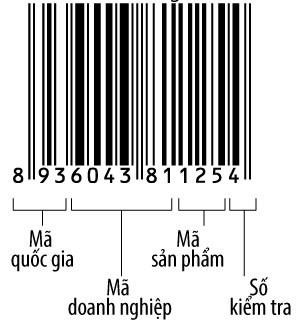 8 936043 811254
Mã
quốc gia
Mã
doanh nghiệp
Mã
sản phẩm
Số
kiểm tra